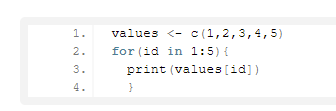 1. values <- c(1,2,3,4,5)
2. for(id in 1:5){
3.   print(values[id])
4.   }